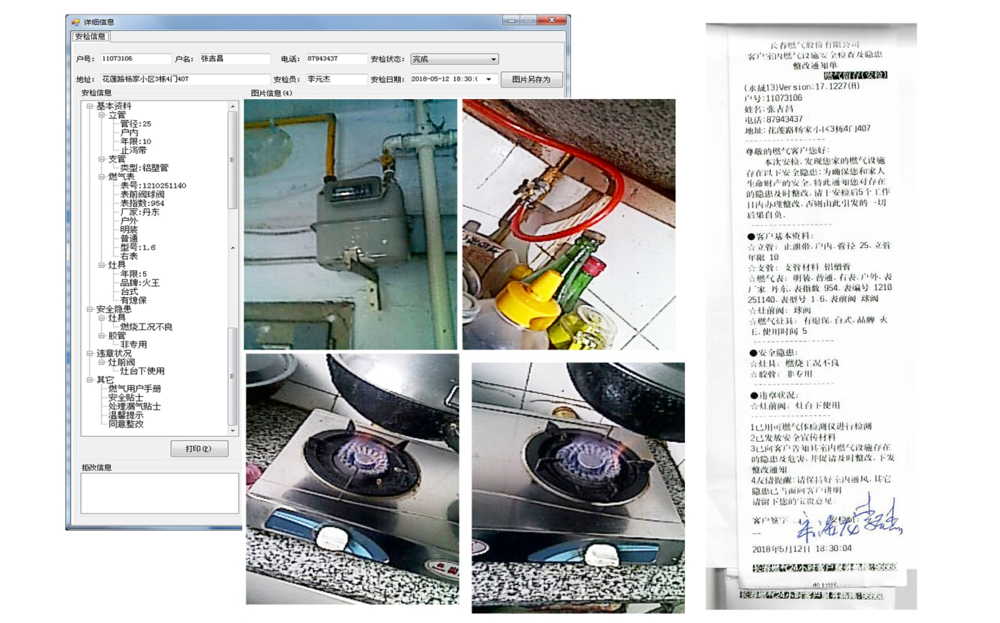 详细信息
安检信息
户号: 11073106 户名: 张吉昌 电话: 87943437 安检状态: 完成
地址: 花莲路杨家小区3栋4门407 安检员: 李元杰 安检日期: 2018-05-12 18:30:( 图片另存为
安检信息
图片信息(4)
基本资料
立管
管径:25
户内
年限:10
止泻带
支管
类型:铝塑管
燃气表
表号:1210251140
表前阀球阀
表指数:954
厂家:丹东
户外
明装
普通
型号:1.6
右表
灶具
年限:5
品牌:火王
台式
有熄保
安全隐患
灶具
燃烧工况不良
胶管
非专用
违章状况
灶前阀
灶台下使用
其它
燃气用户手册
安全贴士
处理漏气贴士
温馨提示
同意整改
打印(P)
拒改信息
长春燃气股份有限公司
客户室内燃气设施安全检查及隐患
整改通知单
燃气留存(安检)
(永晟13)Version:17.1227(A)
户号:11073106
姓名:张吉昌
电话:87943437
地址:花莲路杨家小区3栋4门407
尊敬的燃气客户您好:
本次安检,发现您家的燃气设施
存在以下安全隐患:为确保您和家人
生命财产的安全,特此通知您对存在
的隐患及时整改,请于安检后5个工作
日内办理整改,否则由此引发的一切
后果自负.
●客户基本资料:
☆立管: 止泄带,户内,管径 25,立管
年限 10
☆支管: 支管材料 铝塑管
☆燃气表: 明装,普通,右表,户外,表
厂家 丹东,表指数 954,表编号 1210
251140,表型号 1.6,表前阀 球阀
☆灶前阀: 球阀
☆燃气灶具: 有熄保,台式,品牌 火
王,使用时间 5
●安全隐患:
☆灶具: 燃烧工况不良
☆胶管: 非专用
●违章状况:
☆灶前阀: 灶台下使用
1已用可燃气体检测仪进行检测
2已发放安全宣传材料
3已向客户告知其室内燃气设施存在
的隐患及危害,并促请及时整改,下发
整改通知
4友情提醒:请保持好室内通风,其它
隐患已当面向客户讲明
请留下您的宝贵意见:
客户签字 安检员:
2018年5月12日 18:30:04
长春燃气24小时客户服务热线:96660
剪切线
长春燃气24小时客户服务热线:96660